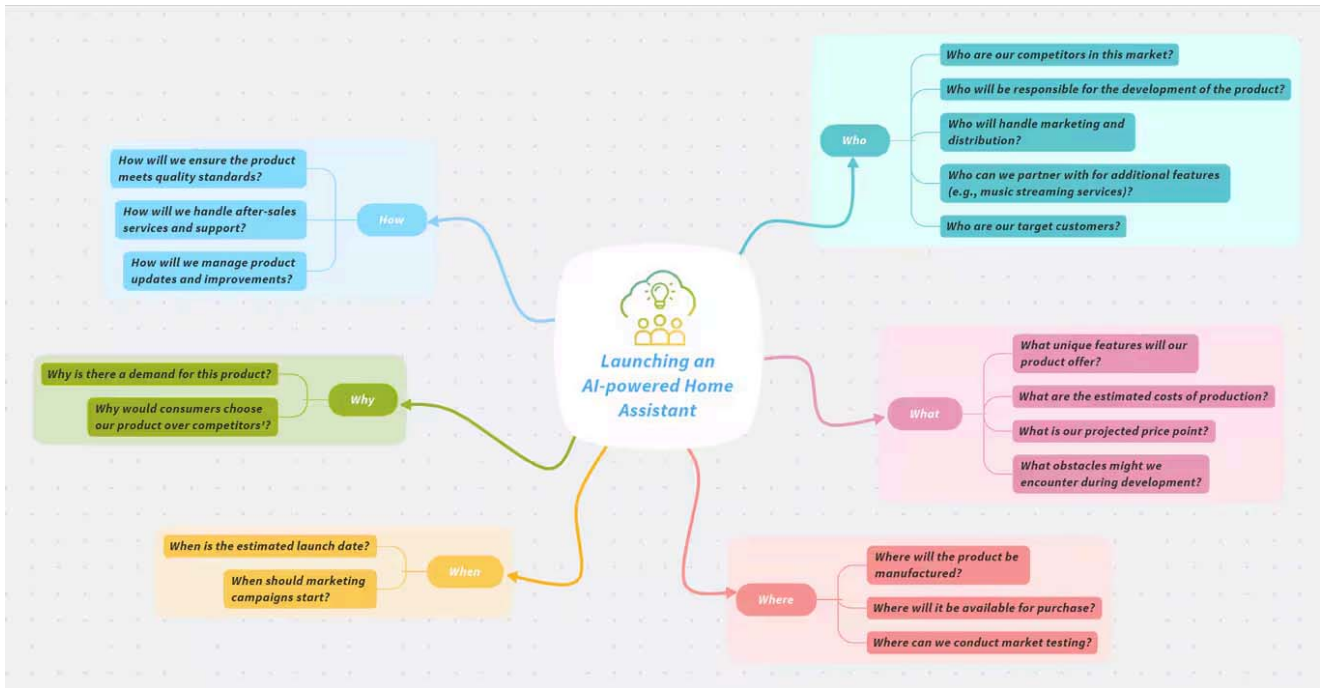 Launching an
AI-powered Home
Assistant
Who
Who are our competitors in this market?
Who will be responsible for the development of the product?
Who will handle marketing and
distribution?
Who can we partner with for additional features
(e.g., music streaming services)?
Who are our target customers?
What
What unique features will our
product offer?
What are the estimated costs of production?
What is our projected price point?
What obstacles might we
encounter during development?
Where
Where will the product be
manufactured?
Where will it be available for purchase?
Where can we conduct market testing?
When
When is the estimated launch date?
When should marketing
campaigns start?
Why
Why is there a demand for this product?
Why would consumers choose
our product over competitors'?
How
How will we ensure the product
meets quality standards?
How will we handle after-sales
services and support?
How will we manage product
updates and improvements?